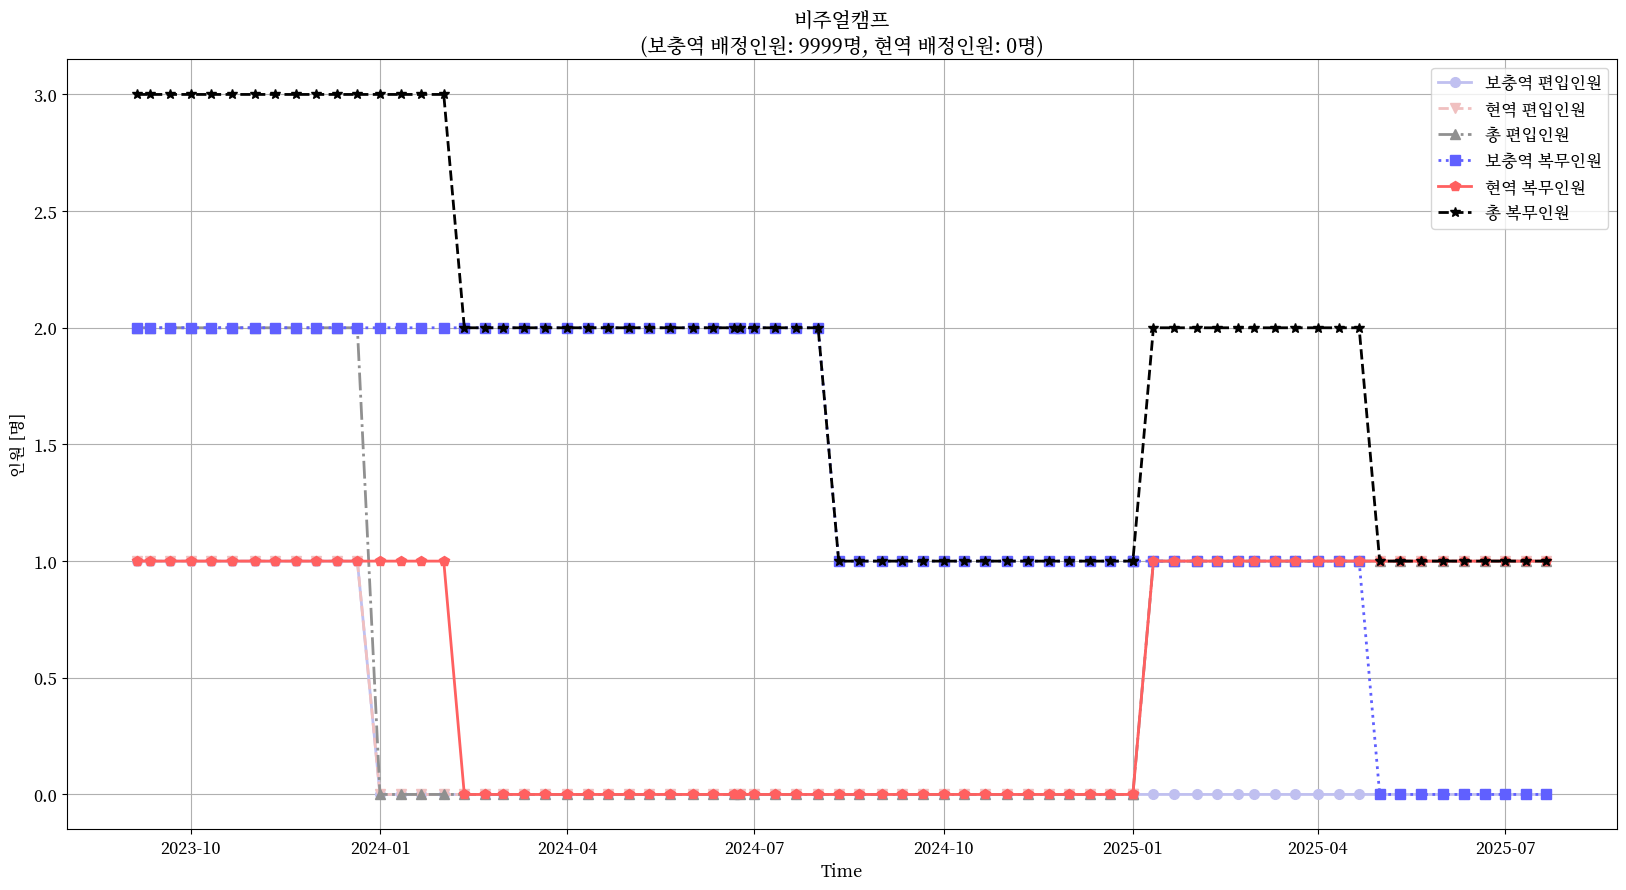 비주얼캠프
(보충역 배정인원: 9999명, 현역 배정인원: 0명)
보충역 편입인원
현역 편입인원
총 편입인원
보충역 복무인원
현역 복무인원
총 복무인원
3.0
2.5
2.0
1.5
1.0
0.5
0.0
인원 [명]
2023-10
2024-01
2024-04
2024-07
2024-10
2025-01
2025-04
2025-07
Time